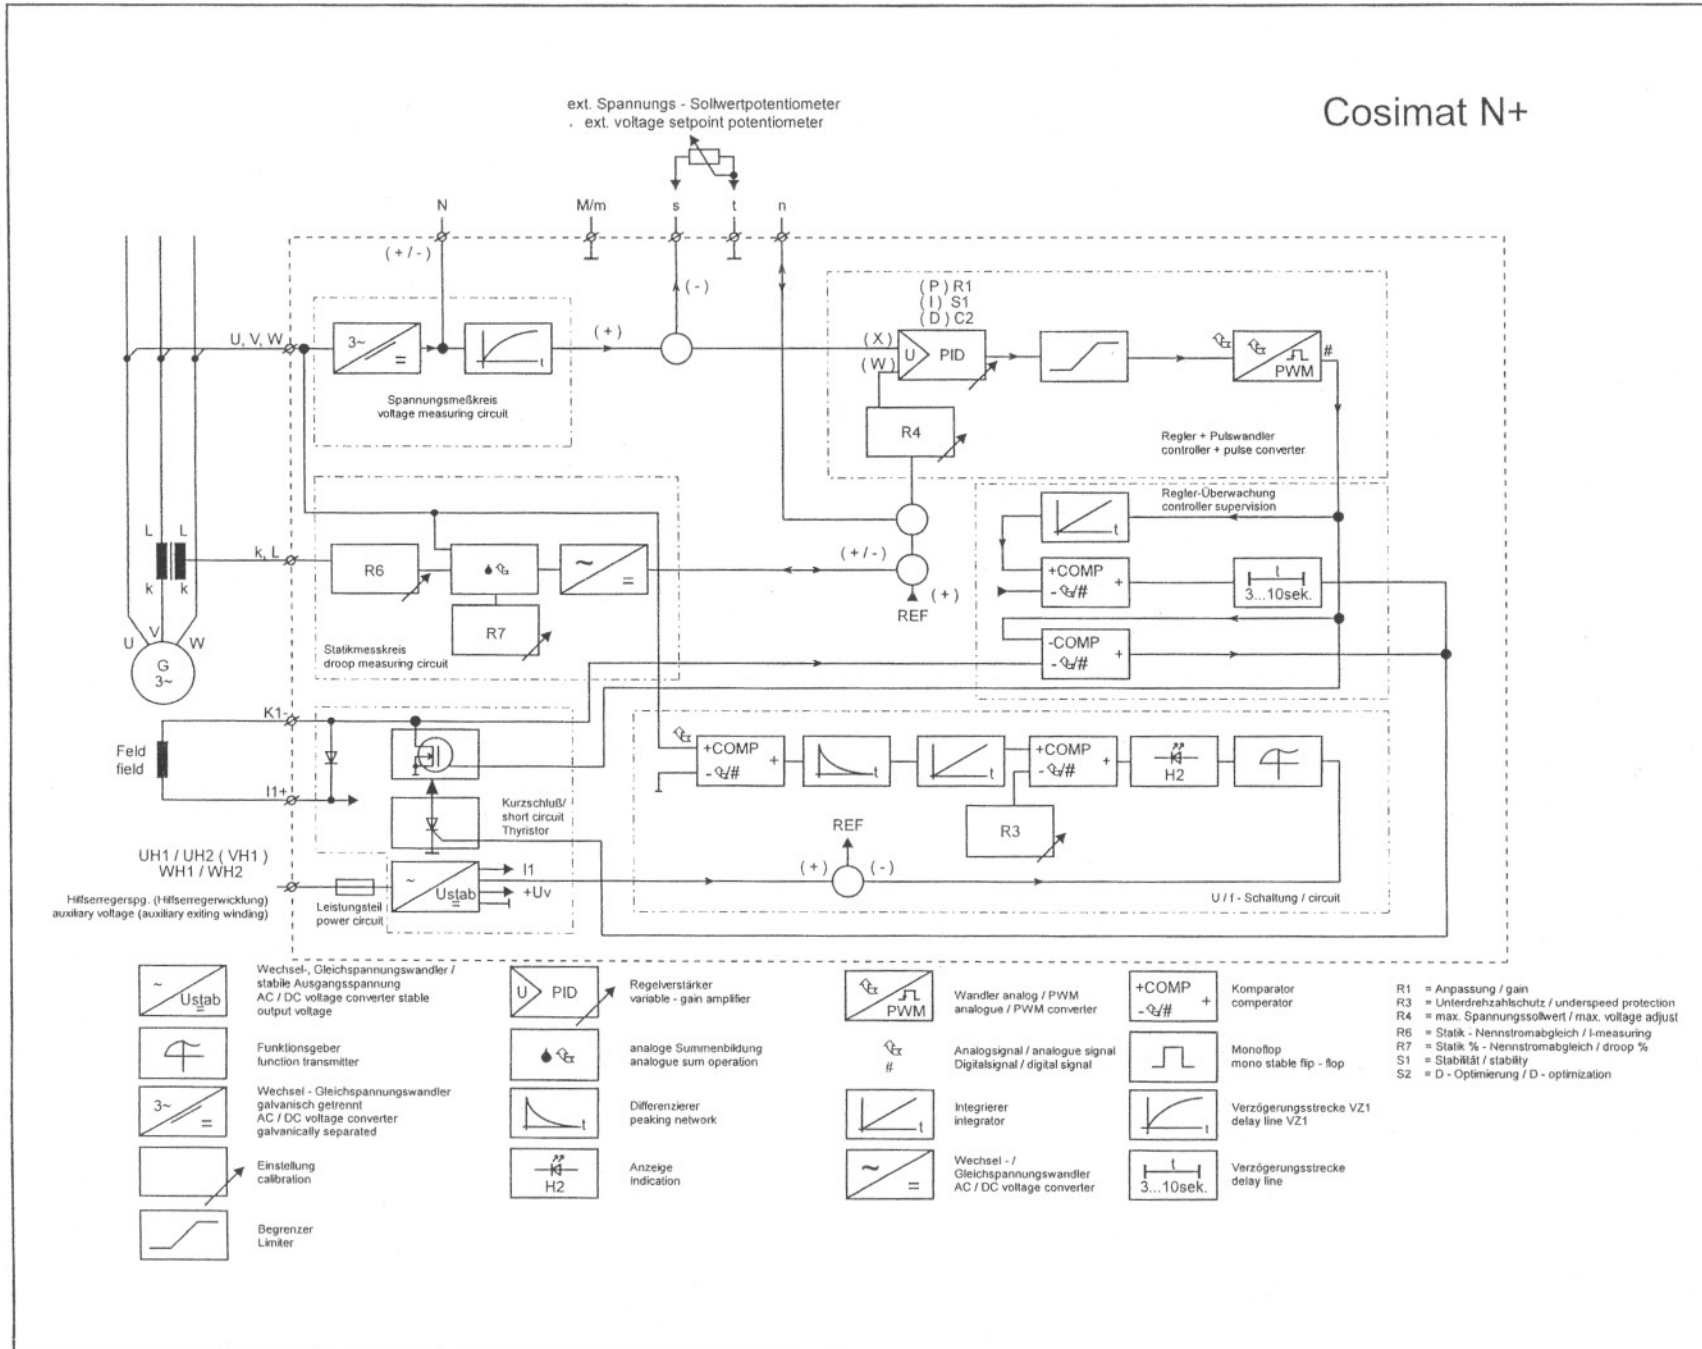 Cosimat N+
ext. Spannungs - Sollwertpotentiometer
ext. voltage setpoint potentiometer
N
M/m
s
t
n
( + / - )
( - )
U, V, W
3~
=
t
( + )
Spannungsmeßkreis
voltage measuring circuit
( P ) R1
( I ) S1
( D ) C2
( X )
( W )
U
PID
PWM
#
R4
Regler + Pulswandler
controller + pulse converter
Regler-Überwachung
controller supervision
t
+COMP
- /#
+
t
3...10sek.
-COMP
- /#
+
L
L
k
k
k, L
R6
~
=
R7
( + / - )
( + )
REF
Statikmesskreis
droop measuring circuit
U
V
W
G
3~
K1-
Feld
field
I1+
Kurzschluß/
short circuit
Thyristor
+COMP
- /#
+
t
t
+COMP
- /#
+
H2
R3
REF
( + )
( - )
U / f - Schaltung / circuit
UH1 / UH2 ( VH1 )
WH1 / WH2
Hilfserregerspg. (Hilfserregerwicklung)
auxiliary voltage (auxiliary exiting winding)
Leistungsteil
power circuit
~
Ustab
=
I1
+Uv
~
Ustab
=
Wechsel-, Gleichspannungswandler /
stabile Ausgangsspannung
AC / DC voltage converter stable
output voltage
Funktionsgeber
function transmitter
3~
=
Wechsel - Gleichspannungswandler
galvanisch getrennt
AC / DC voltage converter
galvanically separated
Einstellung
calibration
Begrenzer
Limiter
U
PID
Regelverstärker
variable - gain amplifier
analoge Summenbildung
analogue sum operation
t
Differenzierer
peaking network
H2
Anzeige
indication
PWM
Wandler analog / PWM
analogue / PWM converter
#
Analogsignal / analogue signal
Digitalsignal / digital signal
t
Integrierer
integrator
~
=
Wechsel - /
Gleichspannungswandler
AC / DC voltage converter
+COMP
- /#
+
Komparator
comperator
Monoflop
mono stable flip - flop
t
Verzögerungsstrecke VZ1
delay line VZ1
t
3...10sek.
Verzögerungsstrecke
delay line
R1 = Anpassung / gain
R3 = Unterdrehzahlschutz / underspeed protection
R4 = max. Spannungssollwert / max. voltage adjust
R6 = Statik - Nennstromabgleich / I-measuring
R7 = Statik % - Nennstromabgleich / droop %
S1 = Stabilität / stability
S2 = D - Optimierung / D - optimization